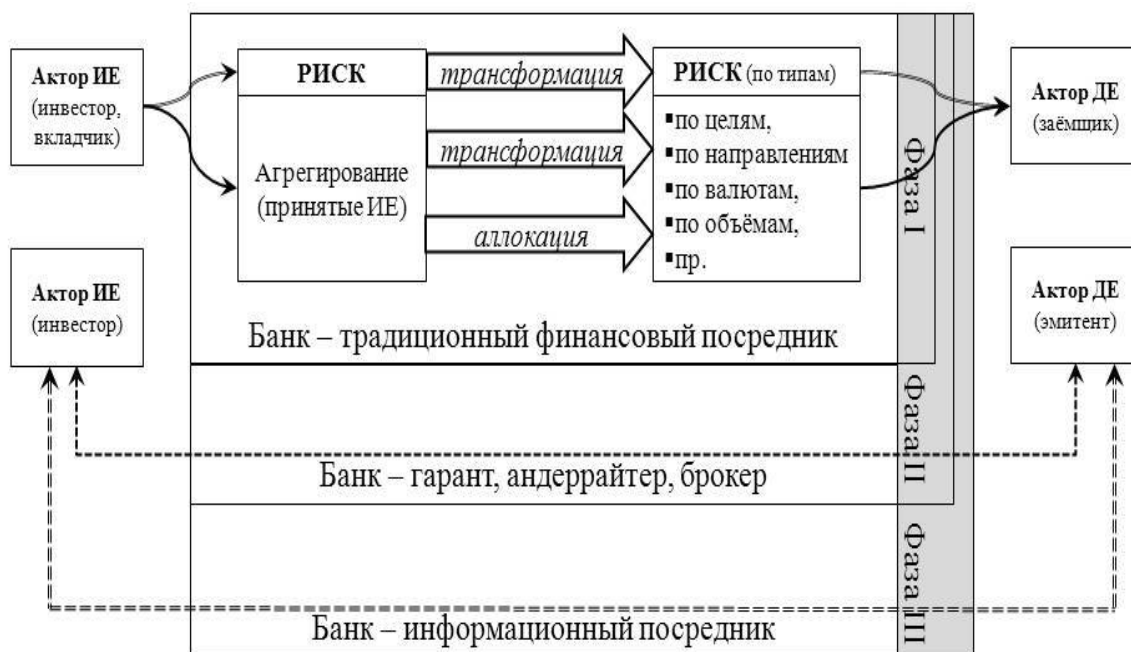 Актор ИЕ
(инвестор,
вкладчик)
РИСК
Агрегирование
(принятые ИЕ)
трансформация
трансформация
аллокация
РИСК (по типам)
▪по целям,
▪по направлениям
▪по валютам,
▪по объёмам,
▪пр.
Актор ДЕ
(заёмщик)
Фаза I
Банк – традиционный финансовый посредник
Актор ИЕ
(инвестор)
Актор ДЕ
(эмитент)
Фаза II
Банк – гарант, андеррайтер, брокер
Фаза III
Банк – информационный посредник